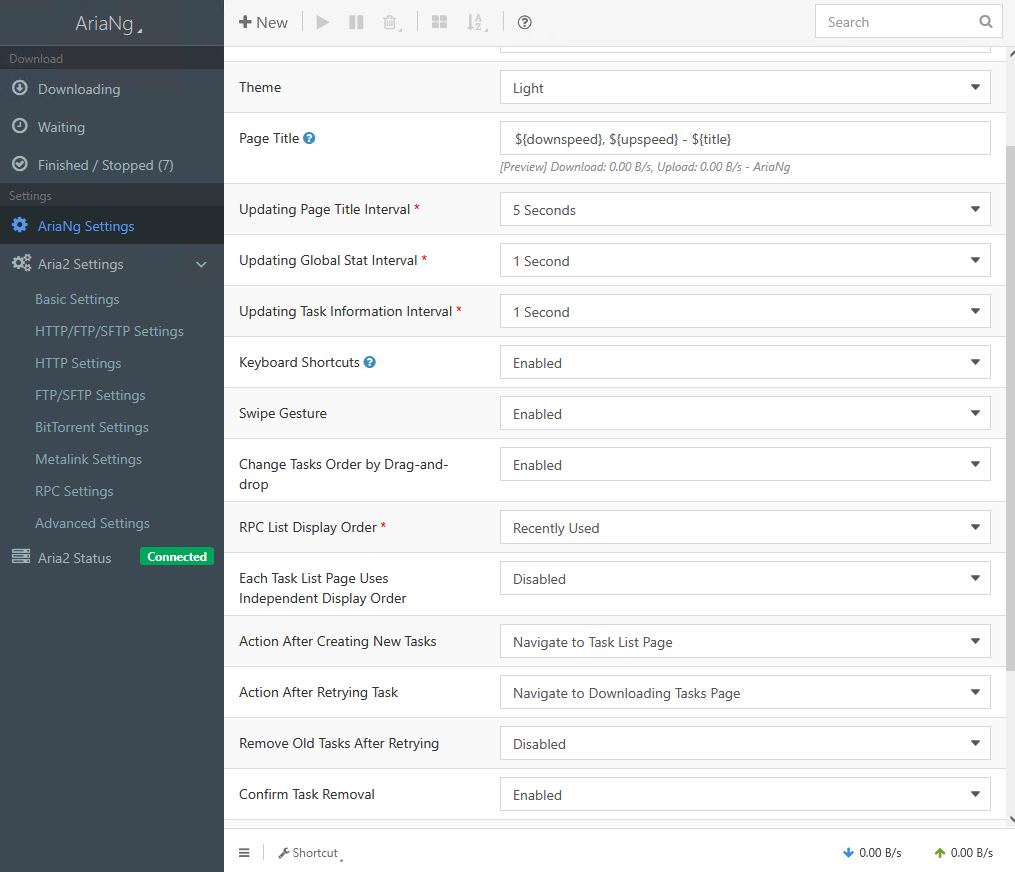 AriaNg
New
Search
Download
Downloading
Waiting
Finished / Stopped (7)
Settings
AriaNg Settings
Aria2 Settings
Basic Settings
HTTP/FTP/SFTP Settings
HTTP Settings
FTP/SFTP Settings
BitTorrent Settings
Metalink Settings
RPC Settings
Advanced Settings
Aria2 Status Connected
Theme Light
Page Title ${downspeed}, ${upspeed} - ${title}
[Preview] Download: 0.00 B/s, Upload: 0.00 B/s - AriaNg
Updating Page Title Interval * 5 Seconds
Updating Global Stat Interval * 1 Second
Updating Task Information Interval * 1 Second
Keyboard Shortcuts Enabled
Swipe Gesture Enabled
Change Tasks Order by Drag-and-
drop
Enabled
RPC List Display Order * Recently Used
Each Task List Page Uses
Independent Display Order
Disabled
Action After Creating New Tasks Navigate to Task List Page
Action After Retrying Task Navigate to Downloading Tasks Page
Remove Old Tasks After Retrying Disabled
Confirm Task Removal Enabled
Shortcut
0.00 B/s 0.00 B/s